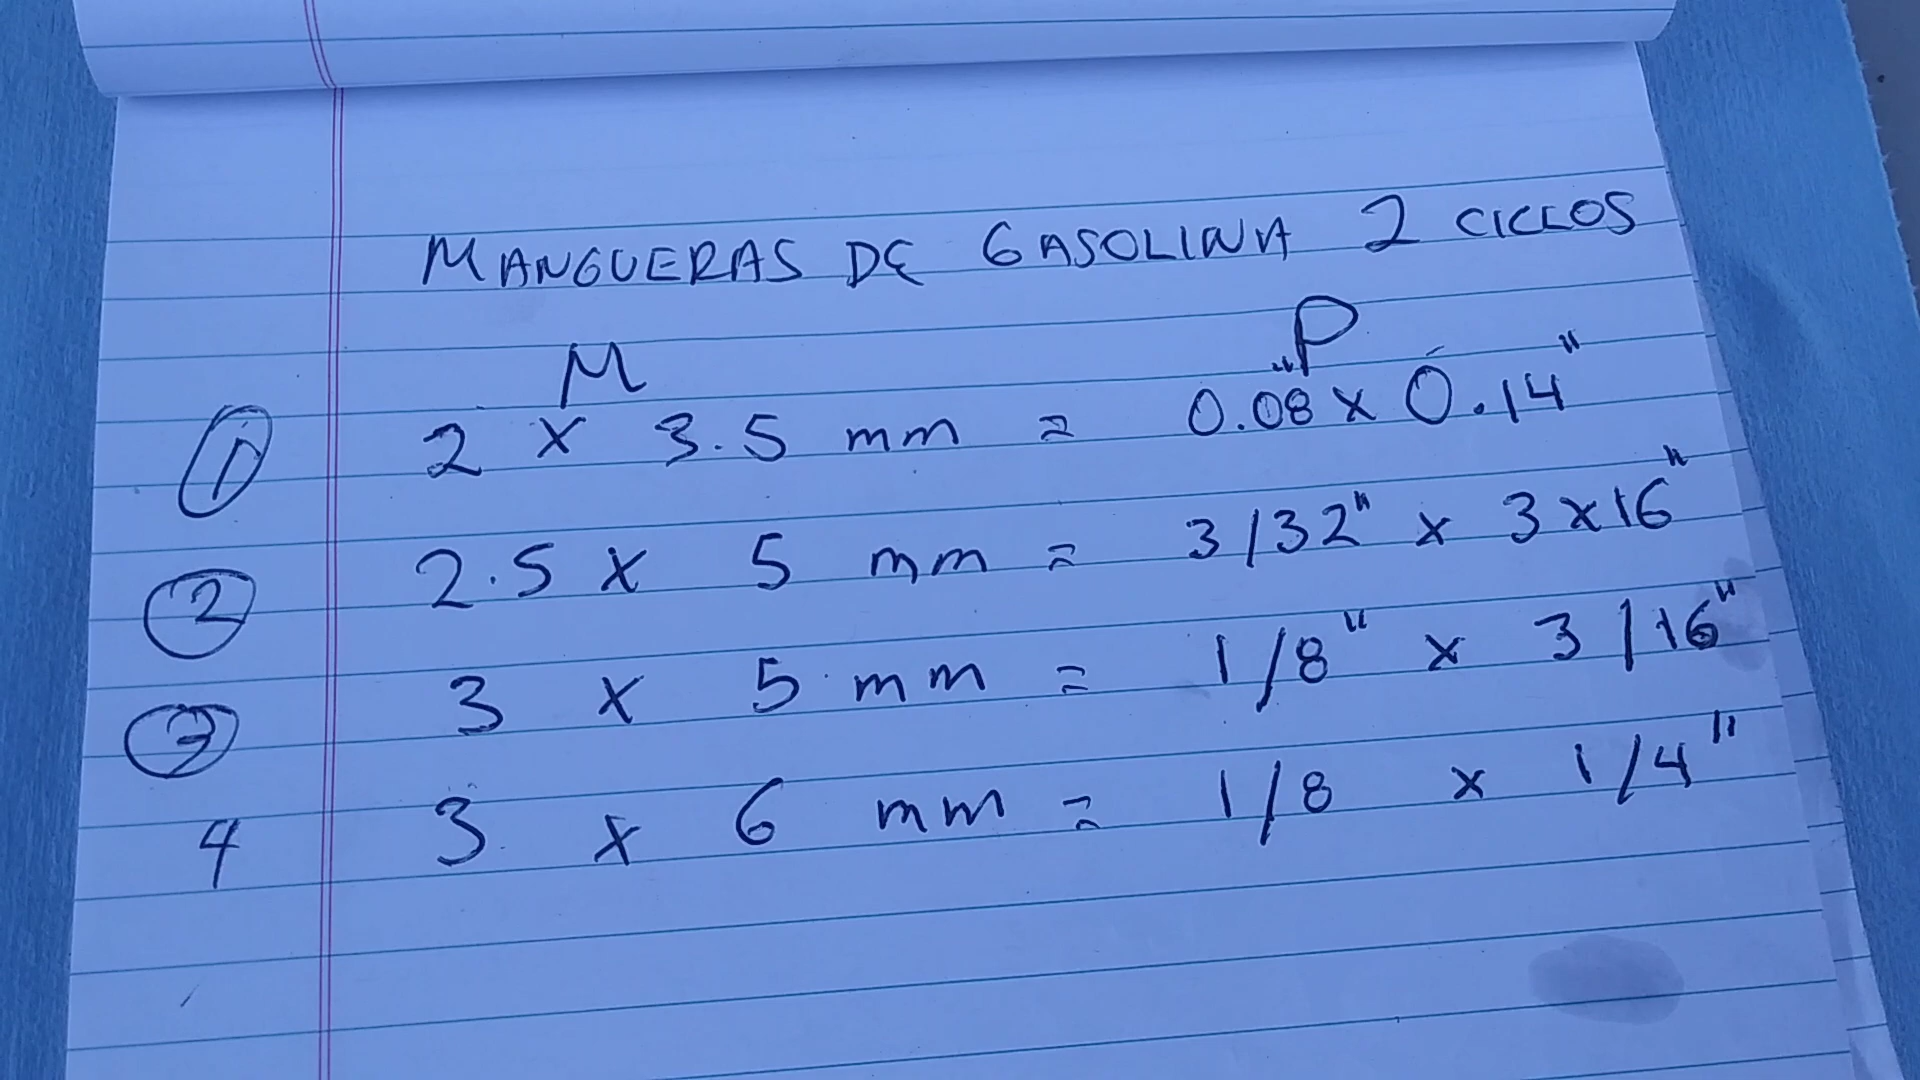 MANGUERAS DE GASOLINA 2 CICLOS
M P
1 2 x 3.5 mm = 0.08" x 0.14"
2 2.5 x 5 mm = 3/32" x 3x16"
3 3 x 5 mm = 1/8" x 3/16"
4 3 x 6 mm = 1/8 x 1/4"